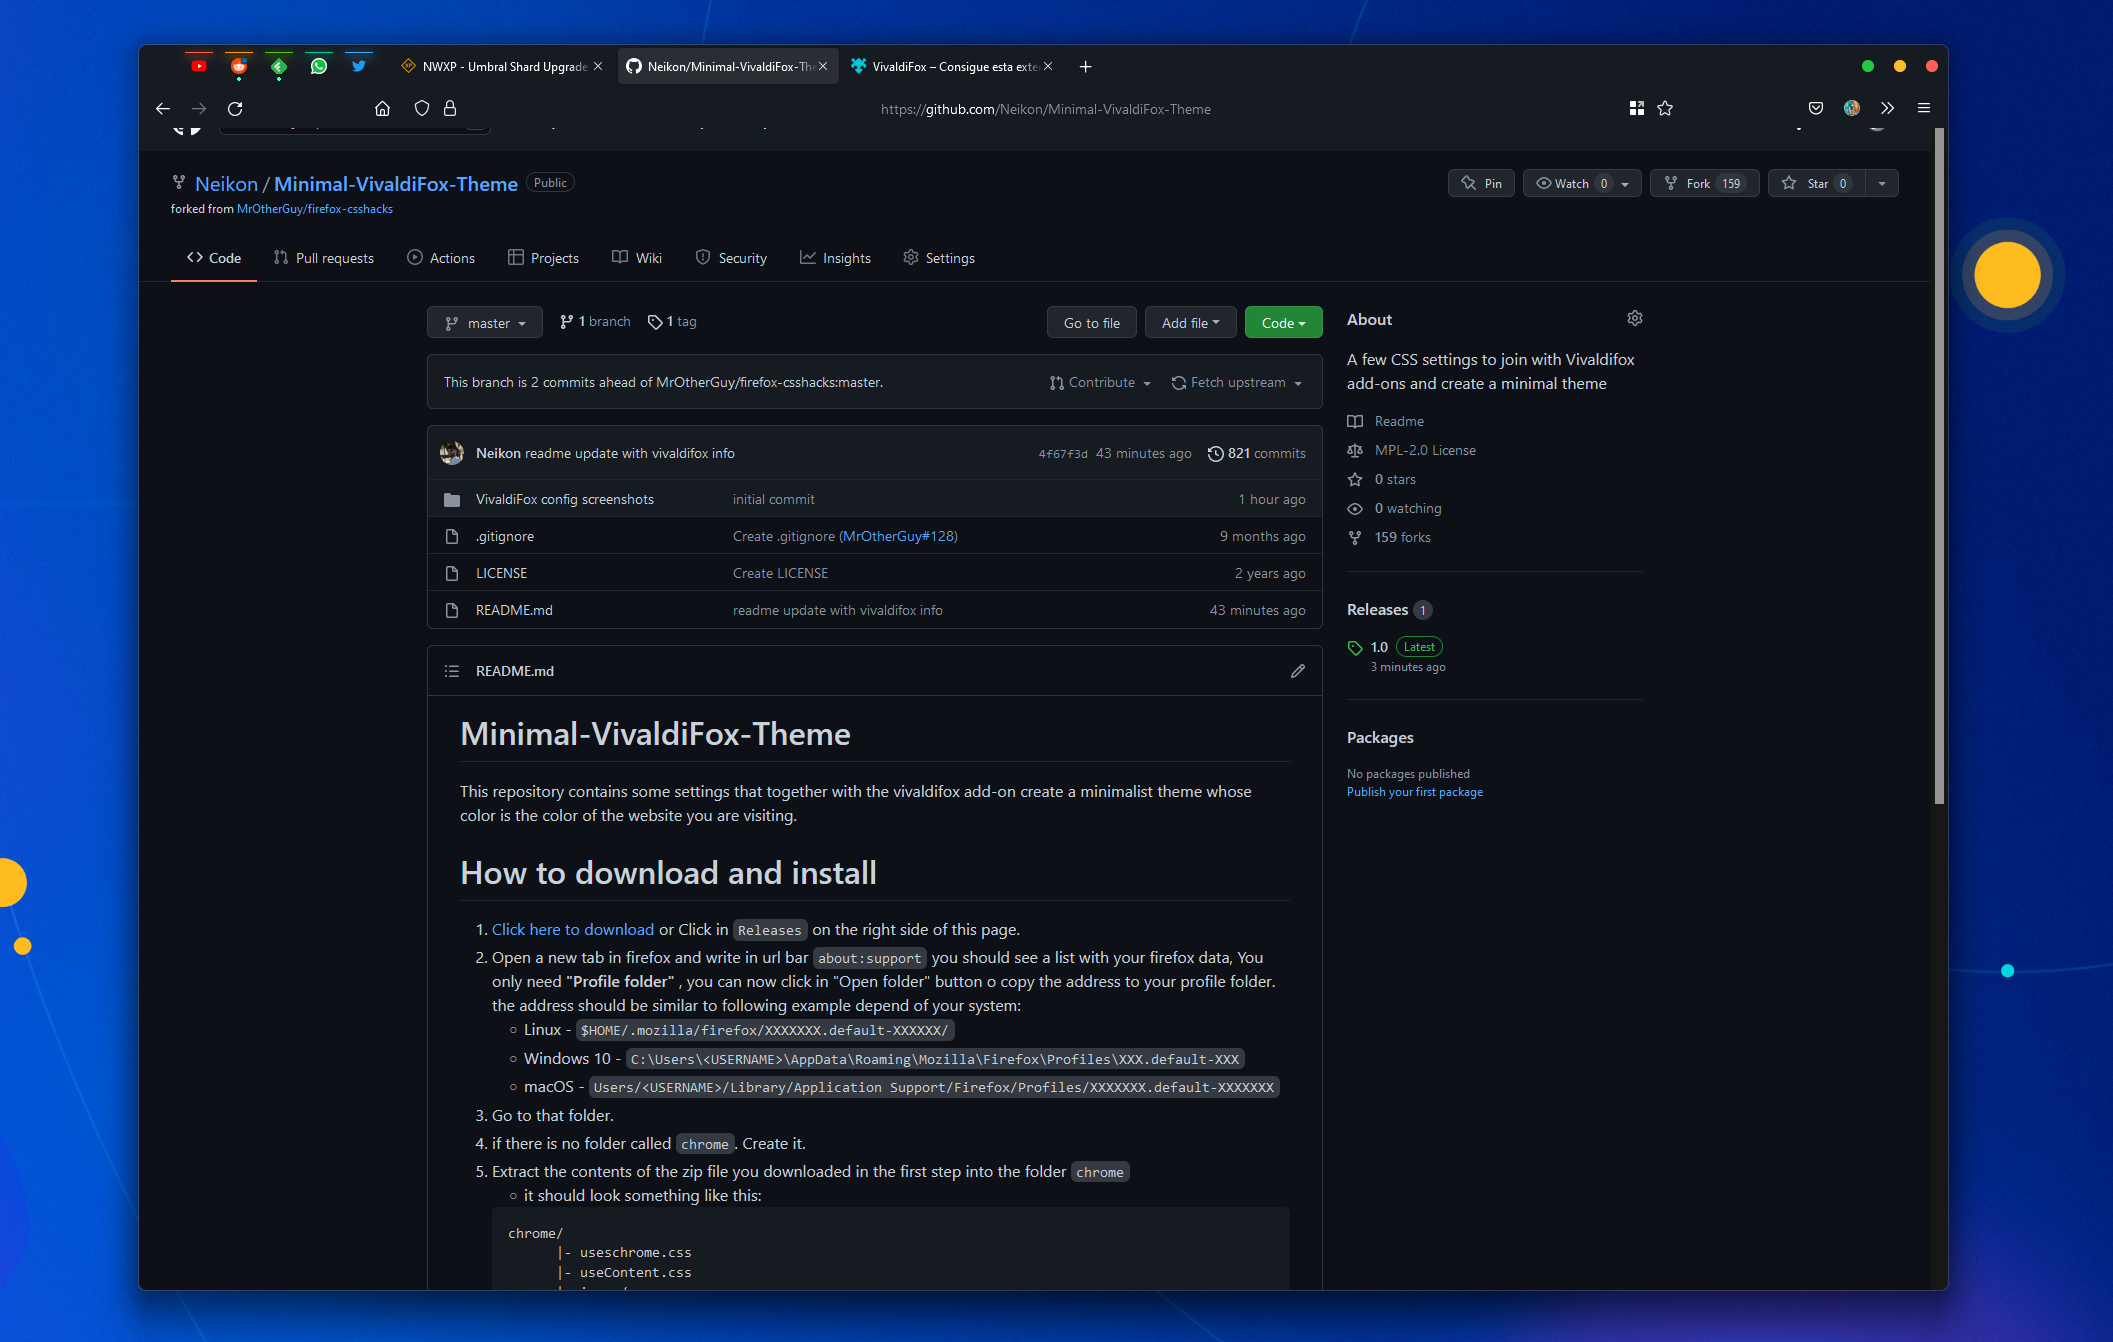 NWXP - Umbral Shard Upgrade
Neikon/Minimal-VivaldiFox-The
VivaldiFox – Consigue esta exte
https://github.com/Neikon/Minimal-VivaldiFox-Theme
Neikon / Minimal-VivaldiFox-Theme Public
Pin
Watch 0
Fork 159
Star 0
forked from MrOtherGuy/firefox-csshacks
Code
Pull requests
Actions
Projects
Wiki
Security
Insights
Settings
master
1 branch
1 tag
Go to file
Add file
Code
This branch is 2 commits ahead of MrOtherGuy/firefox-csshacks:master.
Contribute
Fetch upstream
Neikon readme update with vivaldifox info
4f67f3d 43 minutes ago
821 commits
VivaldiFox config screenshots
initial commit
1 hour ago
.gitignore
Create .gitignore (MrOtherGuy#128)
9 months ago
LICENSE
Create LICENSE
2 years ago
README.md
readme update with vivaldifox info
43 minutes ago
README.md
Minimal-VivaldiFox-Theme
This repository contains some settings that together with the vivaldifox add-on create a minimalist theme whose
color is the color of the website you are visiting.
How to download and install
1. Click here to download or Click in Releases on the right side of this page.
2. Open a new tab in firefox and write in url bar about:support you should see a list with your firefox data, You
only need "Profile folder" , you can now click in "Open folder" button o copy the address to your profile folder.
the address should be similar to following example depend of your system:
Linux - $HOME/.mozilla/firefox/XXXXXXX.default-XXXXXX/
Windows 10 - C:\Users\<USERNAME>\AppData\Roaming\Mozilla\Firefox\Profiles\XXX.default-XXX
macOS - Users/<USERNAME>/Library/Application Support/Firefox/Profiles/XXXXXXX.default-XXXXXXX
3. Go to that folder.
4. if there is no folder called chrome. Create it.
5. Extract the contents of the zip file you downloaded in the first step into the folder chrome
it should look something like this:
chrome/
|- useschrome.css
|- useContent.css
About
A few CSS settings to join with Vivaldifox
add-ons and create a minimal theme
Readme
MPL-2.0 License
0 stars
0 watching
159 forks
Releases 1
1.0 Latest
3 minutes ago
Packages
No packages published
Publish your first package